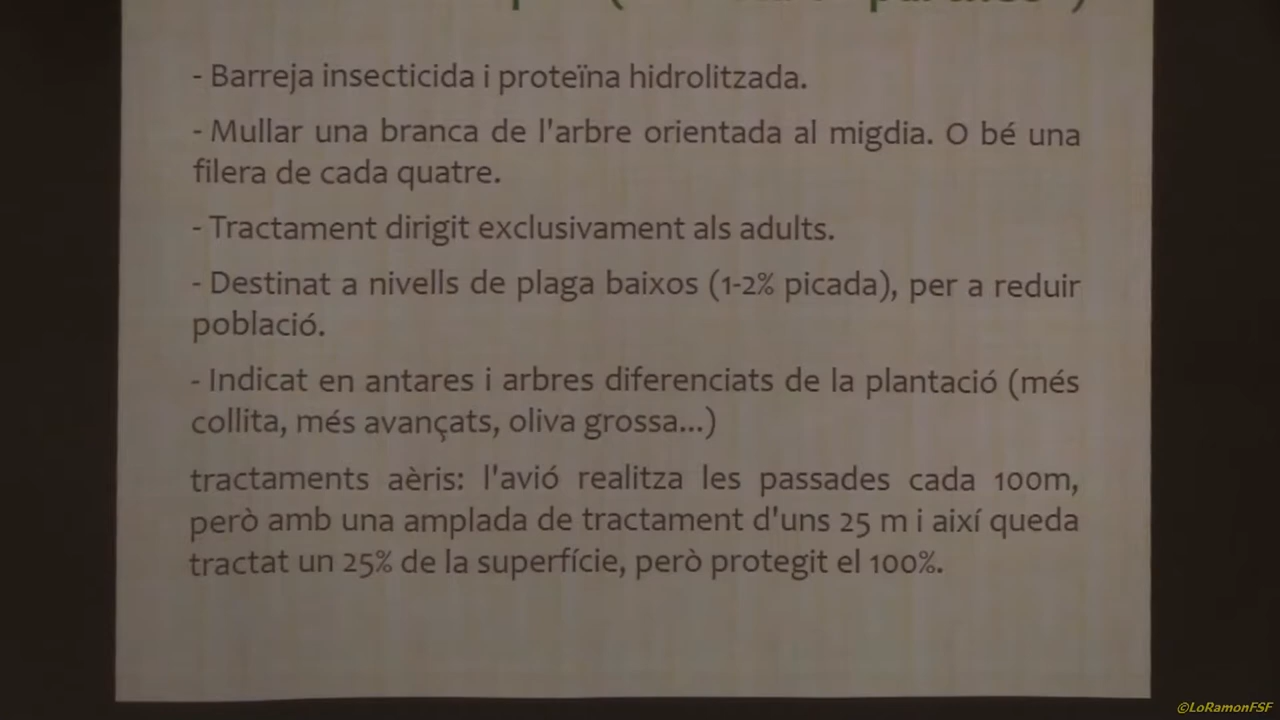 - Barreja insecticida i proteïna hidrolitzada.
- Mullar una branca de l'arbre orientada al migdia. O bé una
filera de cada quatre.
- Tractament dirigit exclusivament als adults.
- Destinat a nivells de plaga baixos (1-2% picada), per a reduir
població.
- Indicat en antares i arbres diferenciats de la plantació (més
collita, més avançats, oliva grossa...)
tractaments aèris: l'avió realitza les passades cada 100m,
però amb una amplada de tractament d'uns 25 m i així queda
tractat un 25% de la superfície, però protegit el 100%.
©LoRamonFSF